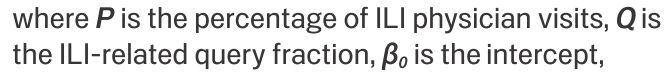 where P is the percentage of ILI physician visits, Q is
the ILI-related query fraction, β₀ is the intercept,